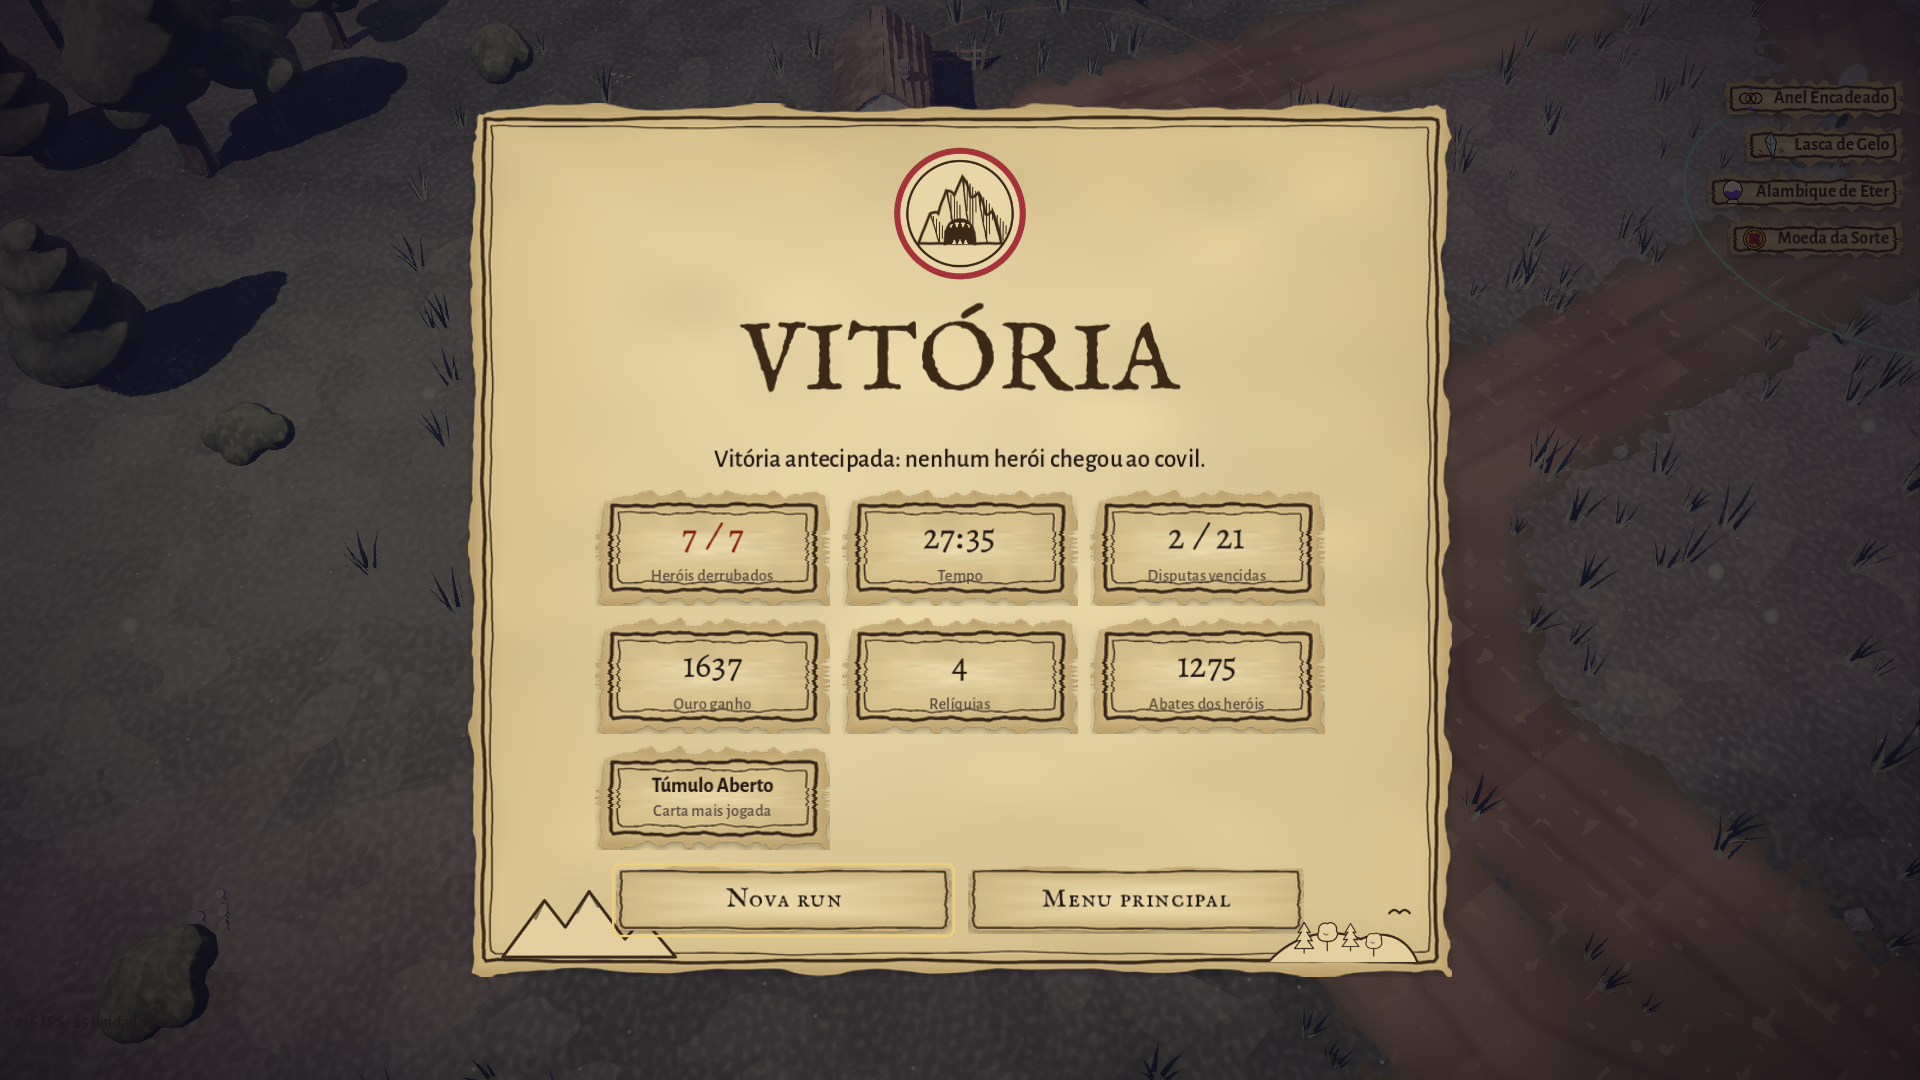 Anel Encadeado
Lasca de Gelo
Alambique de Eter
Moeda da Sorte
VITÓRIA
Vitória antecipada: nenhum herói chegou ao covil.
7 / 7
Heróis derrubados
27:35
Tempo
2 / 21
Disputas vencidas
1637
Ouro ganho
4
Relíquias
1275
Abates dos heróis
Túmulo Aberto
Carta mais jogada
Nova run
Menu principal